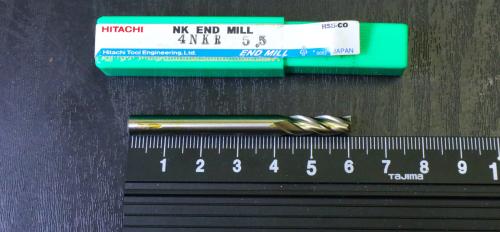 HITACHI NK END MILL HSS-CO
4NKR 5.5
Hitachi Tool Engineering, Ltd. END MILL JAPAN
1 2 3 4 5 6 7 8 9 1
TAJIMA